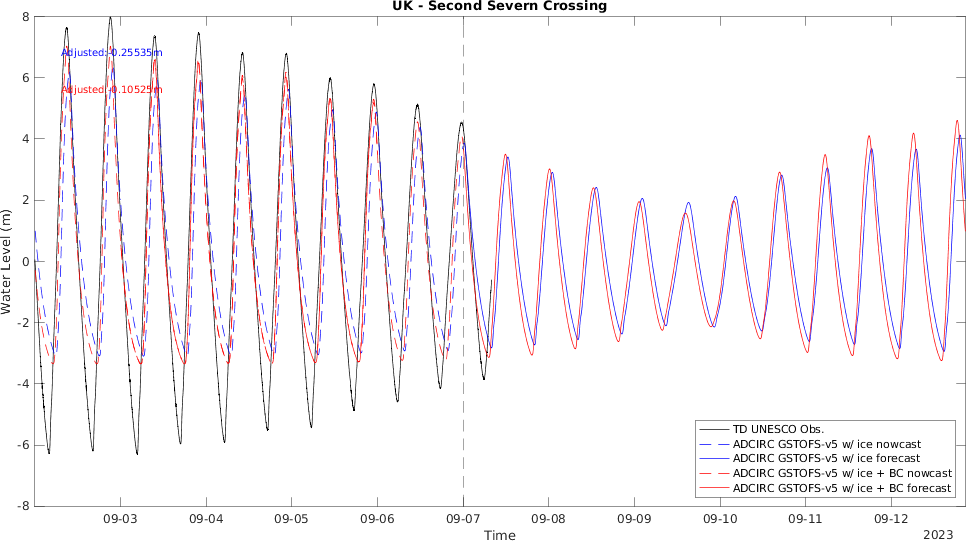 UK - Second Severn Crossing
Adjusted:-0.25535m
Adjusted:-0.10525m
Water Level (m)
8
6
4
2
0
-2
-4
-6
-8
09-03 09-04 09-05 09-06 09-07 09-08 09-09 09-10 09-11 09-12
Time
2023
TD UNESCO Obs.
ADCIRC GSTOFS-v5 w/ ice nowcast
ADCIRC GSTOFS-v5 w/ ice forecast
ADCIRC GSTOFS-v5 w/ ice + BC nowcast
ADCIRC GSTOFS-v5 w/ ice + BC forecast